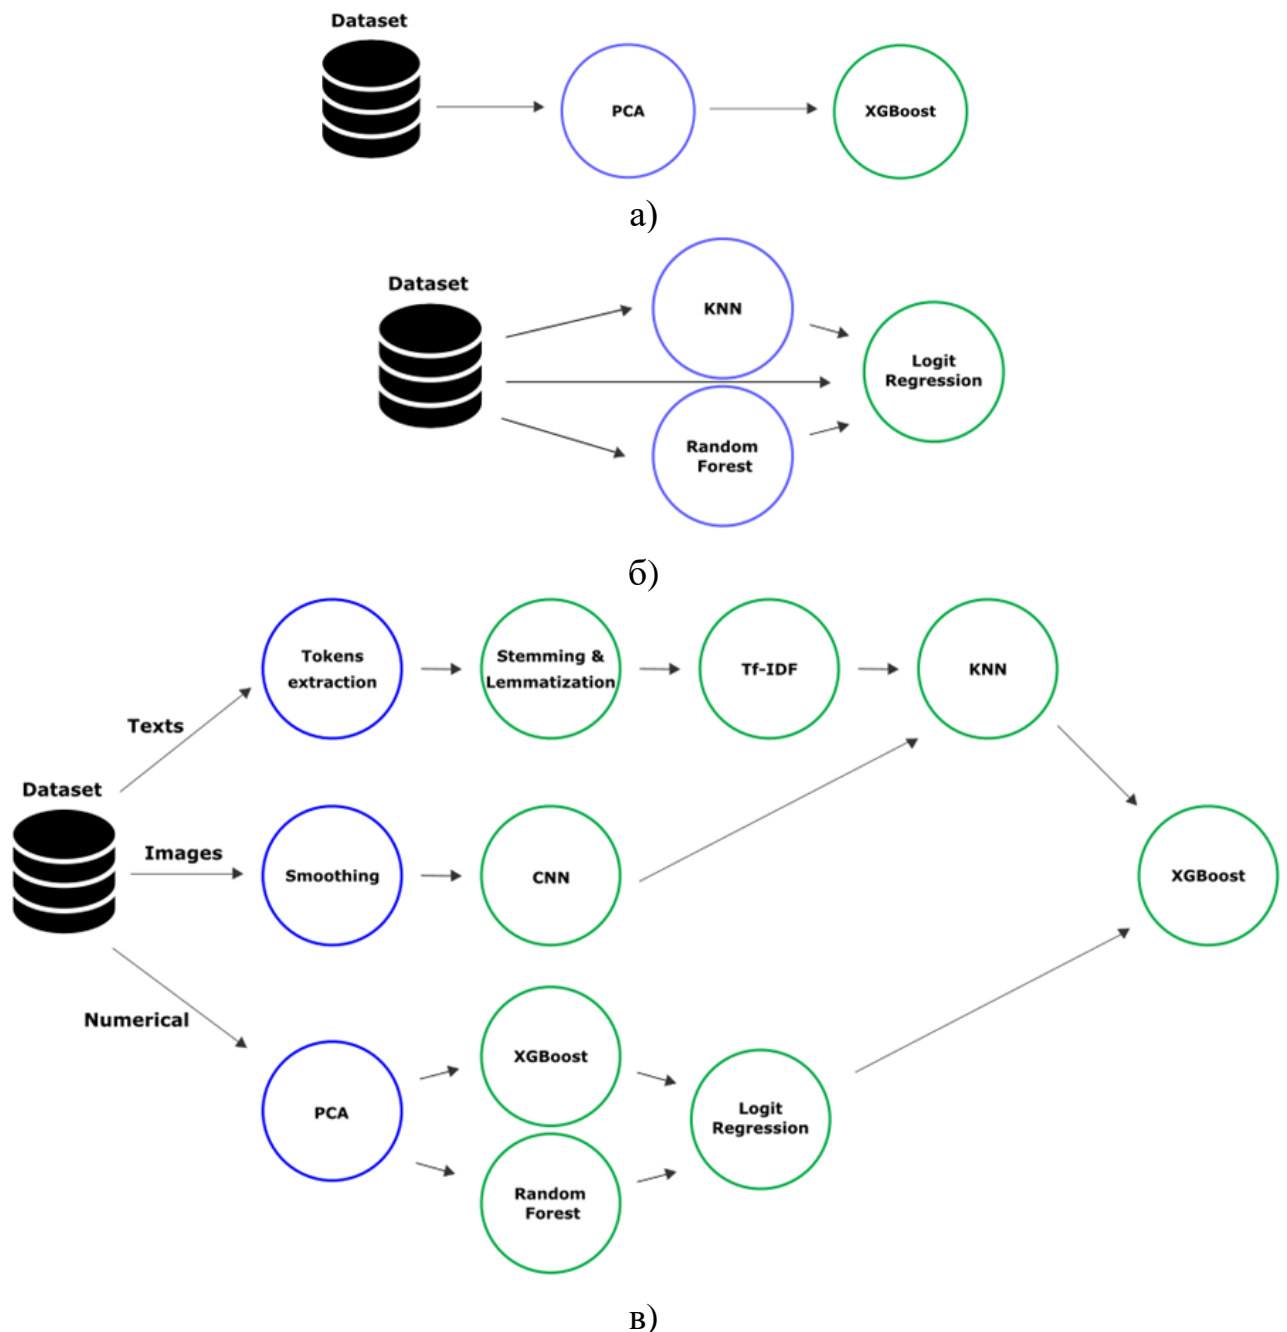 Dataset
PCA
XGBoost
а)
Dataset
KNN
Logit
Regression
Random
Forest
б)
Tokens
extraction
Stemming &
Lemmatization
Tf-IDF
KNN
Texts
Dataset
Images
Smoothing
CNN
XGBoost
Numerical
PCA
XGBoost
Logit
Regression
Random
Forest
в)